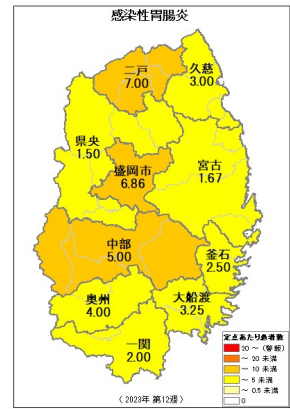 感染性胃腸炎
二戸
7.00
久慈
3.00
県央
1.50
盛岡市
6.86
宮古
1.67
中部
5.00
釜石
2.50
奥州
4.00
大船渡
3.25
一関
2.00
定点あたり患者数
20 ~ (警報)
~ 20 未満
~ 10 未満
~ 5 未満
~ 0.5 未満
0
(2023年 第12週)